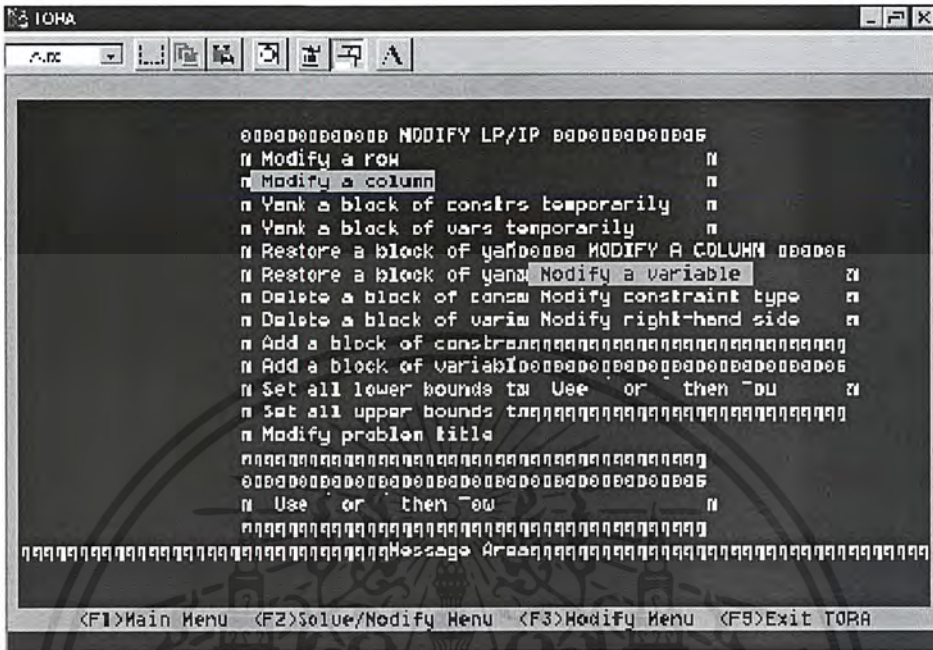 TORA
MODIFY LP/IP
Modify a row
Modify a column
Yank a block of constrs temporarily
Yank a block of vars temporarily
Restore a block of yan MODIFY A COLUMN
Restore a block of yan Modify a variable
Delete a block of cons Modify constraint type
Delete a block of vari Modify right-hand side
Add a block of constra
Add a block of variabl
Set all lower bounds t Use or then
Set all upper bounds t
Modify problem title
Use or then
Message Area
<F1>Main Menu <F2>Solve/Modify Menu <F3>Modify Menu <F9>Exit TORA